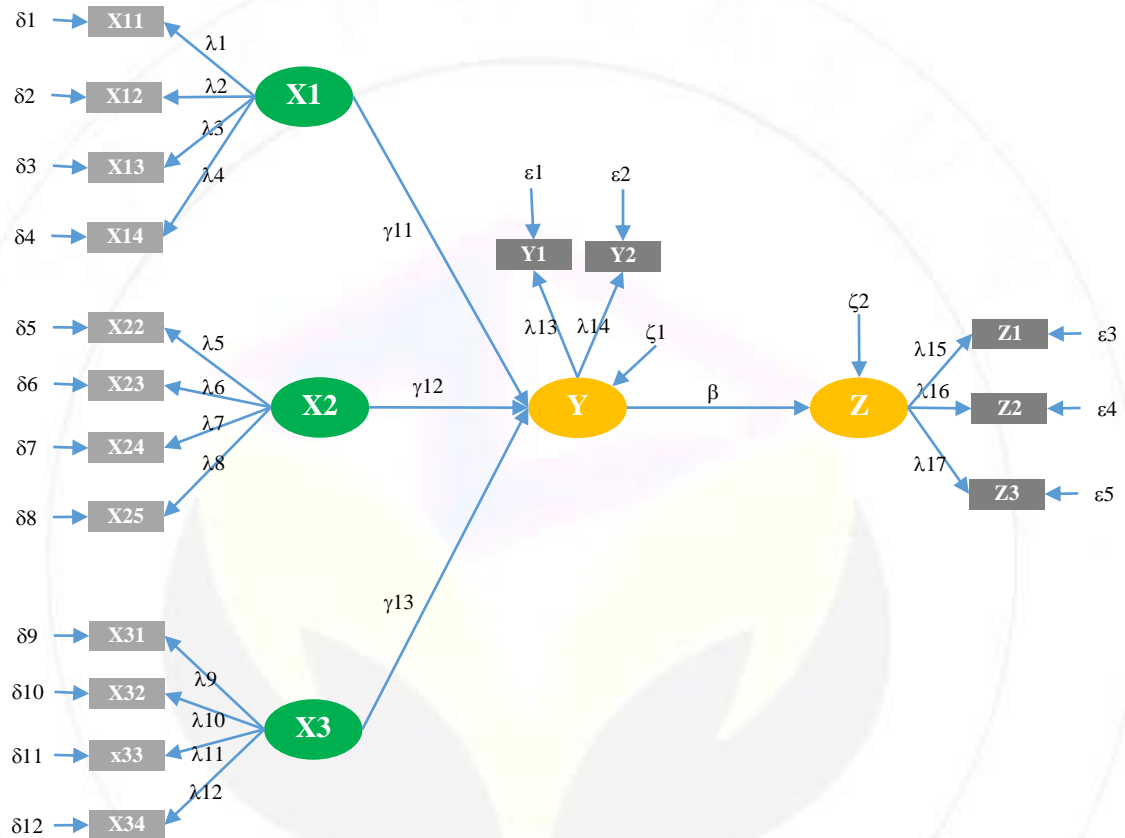 δ1 X11
λ1
δ2 X12 λ2 X1
λ3
δ3 X13
λ4
δ4 X14
γ11
ε1 ε2
Y1 Y2
λ13 λ14 ζ1
δ5 X22
λ5
δ6 X23 λ6
λ7
δ7 X24
λ8
δ8 X25
X2 γ12 Y β Z
ζ2
λ15 Z1 ε3
λ16 Z2 ε4
λ17 Z3 ε5
γ13
δ9 X31
λ9
δ10 X32
λ10
δ11 x33 λ11
λ12
δ12 X34
X3